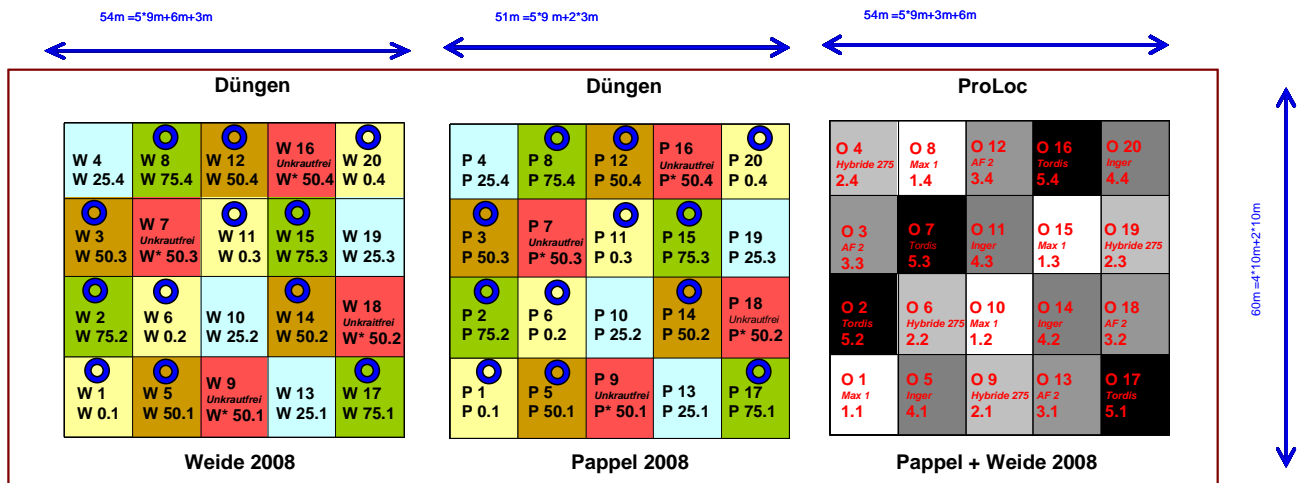 54m =5*9m+6m+3m
51m =5*9 m+2*3m
54m =5*9m+3m+6m
Düngen
Düngen
ProLoc
W 4
W 25.4
W 8
W 75.4
W 12
W 50.4
W 16
Unkrautfrei
W* 50.4
W 20
W 0.4
W 3
W 50.3
W 7
Unkrautfrei
W* 50.3
W 11
W 0.3
W 15
W 75.3
W 19
W 25.3
W 2
W 75.2
W 6
W 0.2
W 10
W 25.2
W 14
W 50.2
W 18
Unkraitfrei
W* 50.2
W 1
W 0.1
W 5
W 50.1
W 9
Unkrautfrei
W* 50.1
W 13
W 25.1
W 17
W 75.1
Weide 2008
P 4
P 25.4
P 8
P 75.4
P 12
P 50.4
P 16
Unkrautfrei
P* 50.4
P 20
P 0.4
P 3
P 50.3
P 7
Unkrautfrei
P* 50.3
P 11
P 0.3
P 15
P 75.3
P 19
P 25.3
P 2
P 75.2
P 6
P 0.2
P 10
P 25.2
P 14
P 50.2
P 18
Unkrautfrei
P* 50.2
P 1
P 0.1
P 5
P 50.1
P 9
Unkrautfrei
P* 50.1
P 13
P 25.1
P 17
P 75.1
Pappel 2008
O 4
Hybride 275
2.4
O 8
Max 1
1.4
O 12
AF 2
3.4
O 16
Tordis
5.4
O 20
Inger
4.4
O 3
AF 2
3.3
O 7
Tordis
5.3
O 11
Inger
4.3
O 15
Max 1
1.3
O 19
Hybride 275
2.3
O 2
Tordis
5.2
O 6
Hybride 275
2.2
O 10
Max 1
1.2
O 14
Inger
4.2
O 18
AF 2
3.2
O 1
Max 1
1.1
O 5
Inger
4.1
O 9
Hybride 275
2.1
O 13
AF 2
3.1
O 17
Tordis
5.1
Pappel + Weide 2008
60m =4*10m+2*10m